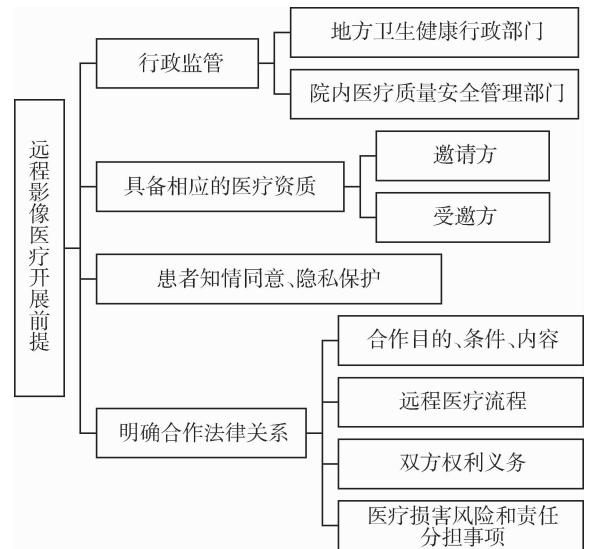 远程影像医疗开展前提
行政监管
地方卫生健康行政部门
院内医疗质量安全管理部门
具备相应的医疗资质
邀请方
受邀方
患者知情同意、隐私保护
明确合作法律关系
合作目的、条件、内容
远程医疗流程
双方权利义务
医疗损害风险和责任
分担事项